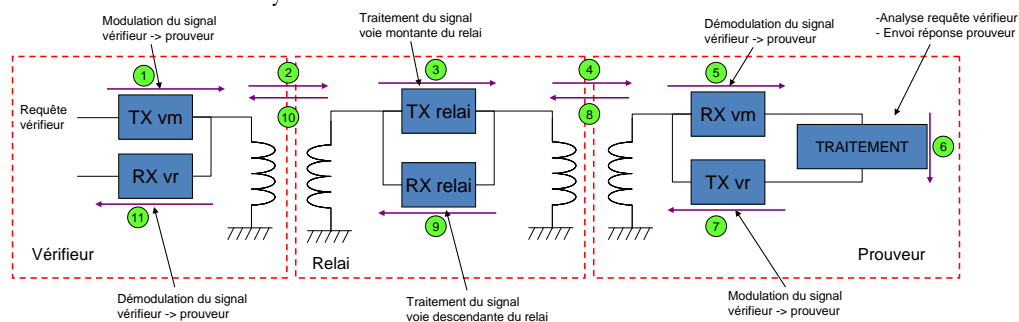 Modulation du signal
vérifieur -> prouveur
Traitement du signal
voie montante du relai
Démodulation du signal
vérifieur -> prouveur
-Analyse requête vérifieur
- Envoi réponse prouveur
1
2
3
4
5
Requête
vérifieur
TX vm
TX relai
RX vm
10
8
TRAITEMENT
6
RX vr
RX relai
TX vr
11
9
7
Vérifieur
Relai
Prouveur
Démodulation du signal
vérifieur -> prouveur
Traitement du signal
voie descendante du relai
Modulation du signal
vérifieur -> prouveur